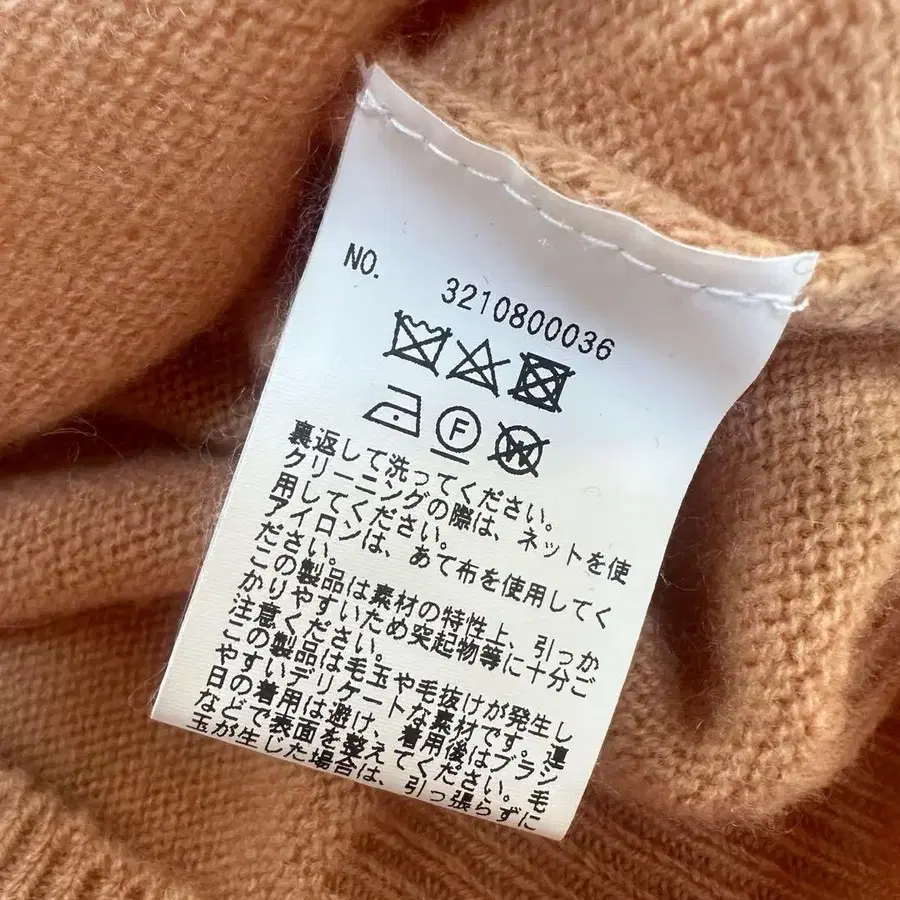 NO. 3210800036
F
W
裏返して洗ってください。
クリーニングの際は、ネットを使
用してください。
アイロンは、あて布を使用してく
ださい。
この製品は素材の特性上、引っか
かりやすいため突起物等に十分ご
注意ください。
この製品は毛玉や毛抜けが発生し
やすいデリケートな素材です。連
日の着用は避け、着用後はブラシ
などで表面を整えてください。毛
玉が生じた場合は、引っ張らずに